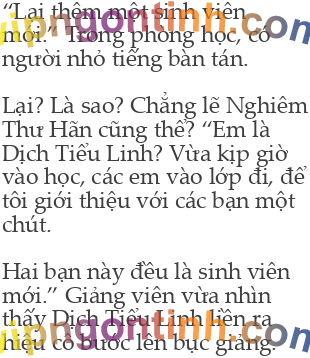 “Lại thêm một sinh viên
mới.” Trong phòng học, có
người nhỏ tiếng bàn tán.
Lại? Là sao? Chẳng lẽ Nghiêm
Thư Hãn cũng thế? “Em là
Dịch Tiểu Linh? Vừa kịp giờ
vào học, các em vào lớp đi, để
tôi giới thiệu với các bạn một
chút.
Hai bạn này đều là sinh viên
mới.” Giảng viên vừa nhìn
thấy Dịch Tiểu Linh liền ra
hiệu cô bước lên bục giảng.
vipngontinh.com
vipngontinh.com